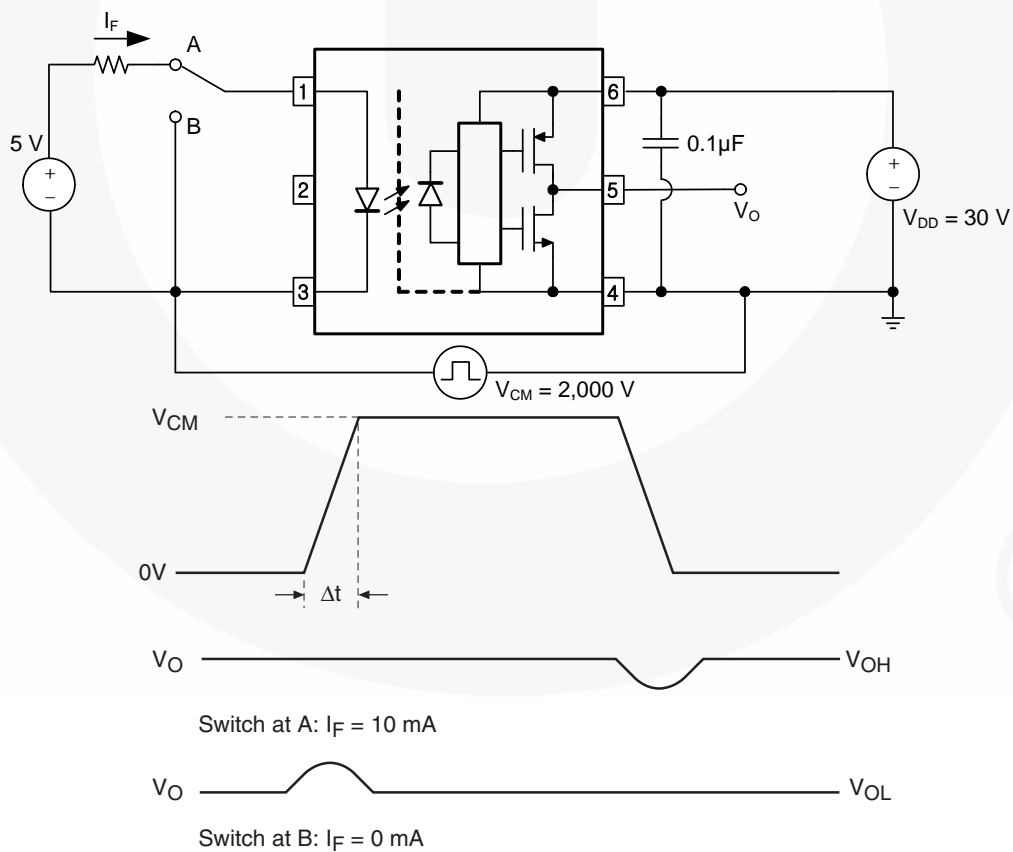 I_F
A
B
5 V
+
−
1
2
3
6
5
4
0.1µF
V_O
+
−
V_DD = 30 V
V_CM = 2,000 V
V_CM
0V
Δt
V_O
V_OH
Switch at A: I_F = 10 mA
V_O
V_OL
Switch at B: I_F = 0 mA